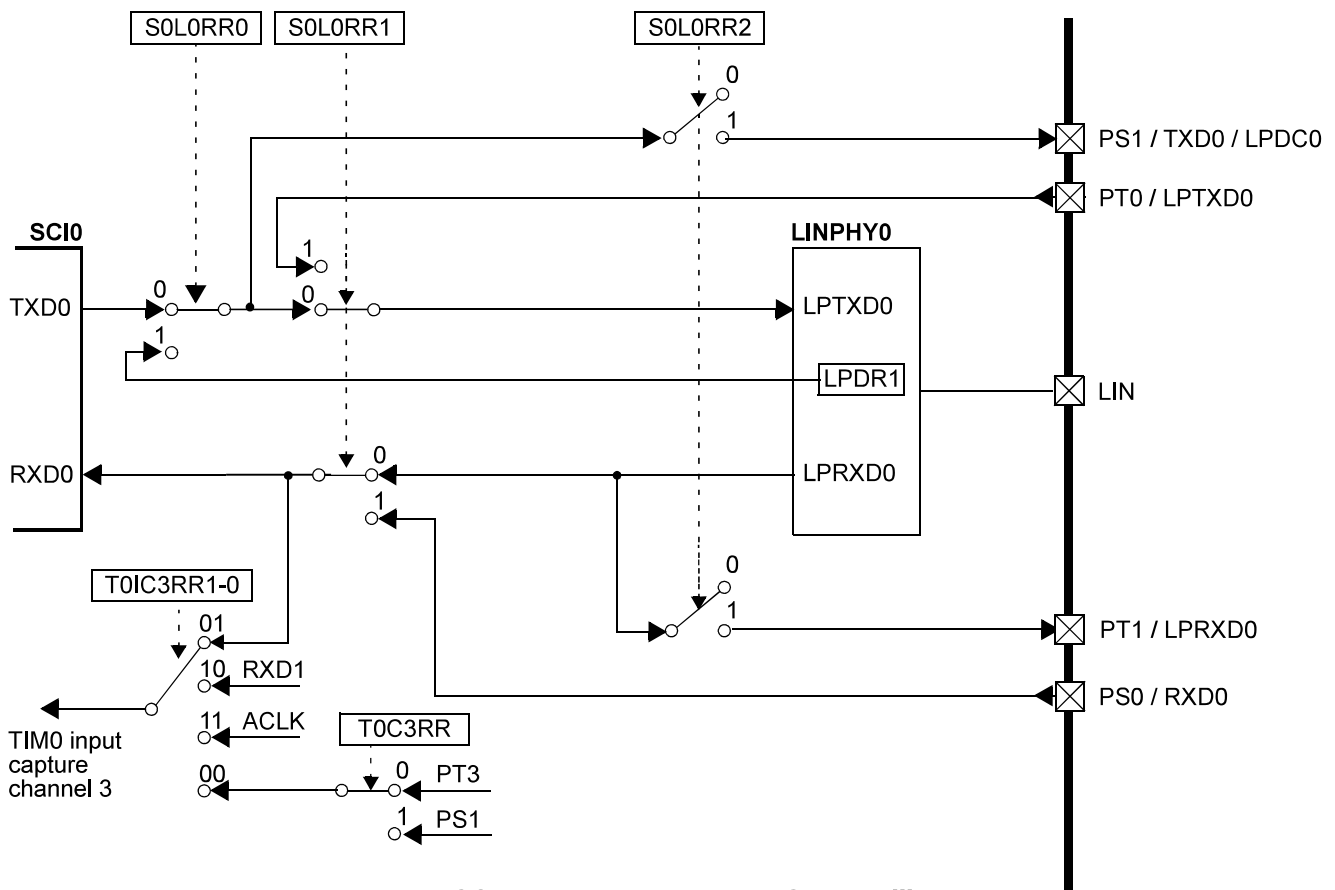 S0L0RR0
S0L0RR1
S0L0RR2
0
1
PS1 / TXD0 / LPDC0
PT0 / LPTXD0
SCI0
LINPHY0
1
TXD0
0
0
LPTXD0
1
LPDR1
LIN
RXD0
0
LPRXD0
1
T0IC3RR1-0
0
01
1
PT1 / LPRXD0
10
RXD1
PS0 / RXD0
11
ACLK
T0C3RR
TIM0 input
capture
channel 3
00
0
PT3
1
PS1